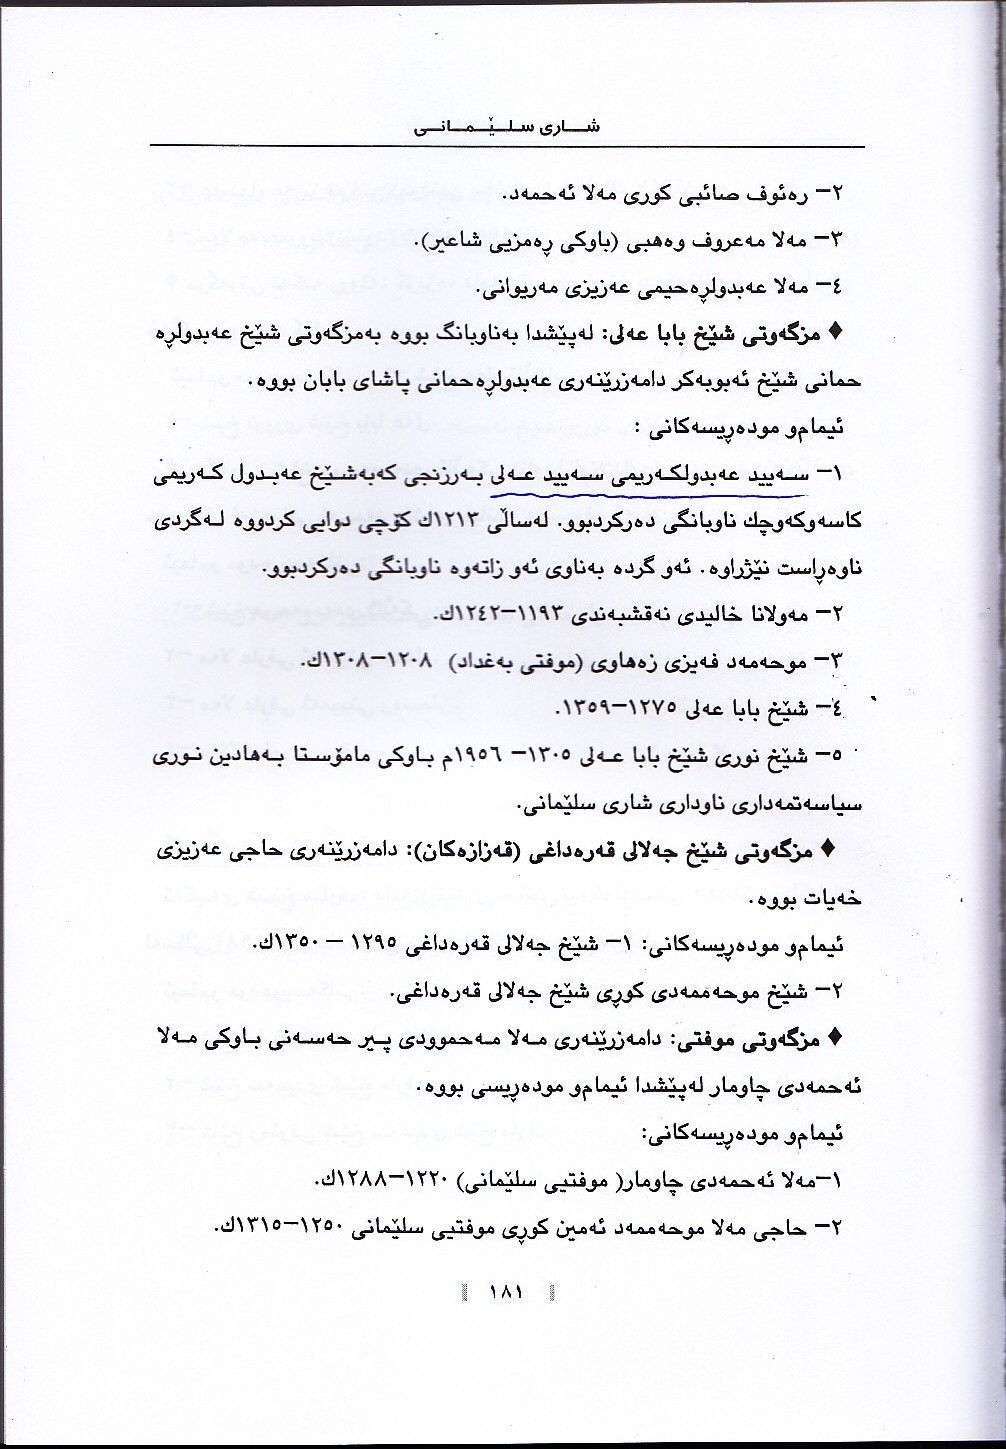 شاری سلێمانی
٢– رەئوف صائبی کوری مەلا ئەحمەد.
٣– مەلا مەعروف وەهبی (باوکی ڕەمزیی شاعیر).
٤– مەلا عەبدولڕەحیمی عەزیزی مەریوانی.
♦ مزگەوتی شێخ بابا عەلی: لەپێشدا بەناوبانگ بووە بەمزگەوتی شێخ عەبدولڕە
حمانی شێخ ئەبوبەکر دامەزرێنەری عەبدولڕەحمانی پاشای بابان بووە.
ئیمام‌و مودەڕیسەکانی :
١– سەیید عەبدولکەریمی سەیید عەلی بەرزنجی کەبەشێخ عەبدول کەریمی
کاسەوکەوچك ناوبانگی دەرکردبوو. لەساڵی ١٢١٣ك کۆچی دوایی کردووە لەگردی
ناوەڕاست نێژراوە. ئەو گردە بەناوی ئەو زاتەوە ناوبانگی دەرکردبوو.
٢– مەولانا خالیدی نەقشبەندی ١١٩٣–١٢٤٢ك.
٣– موحەمەد فەیزی زەهاوی (موفتی بەغداد) ١٢٠٨–١٣٠٨ك.
٤– شێخ بابا عەلی ١٢٧٥–١٣٥٩.
٥– شێخ نوری شێخ بابا عەلی ١٣٠٥– ١٩٥٦م باوکی مامۆستا بەهادین نوری
سیاسەتمەداری ناوداری شاری سلێمانی.
♦ مزگەوتی شێخ جەلالی قەرەداغی (قەزازەکان): دامەزرێنەری حاجی عەزیزی
خەیات بووە.
ئیمام‌و مودەڕیسەکانی: ١– شێخ جەلالی قەرەداغی ١٢٩٥ – ١٣٥٠ك.
٢– شێخ موحەممەدی کوڕی شێخ جەلالی قەرەداغی.
♦ مزگەوتی موفتی: دامەزرێنەری مەلا مەحموودی پیر حەسەنی باوکی مەلا
ئەحمەدی چاومار لەپێشدا ئیمام‌و مودەڕیسی بووە.
ئیمام‌و مودەڕیسەکانی:
١–مەلا ئەحمەدی چاومار( موفتیی سلێمانی) ١٢٢٠–١٢٨٨ك.
٢– حاجی مەلا موحەممەد ئەمین کوڕی موفتیی سلێمانی ١٢٥٠–١٣١٥ك.
١٨١